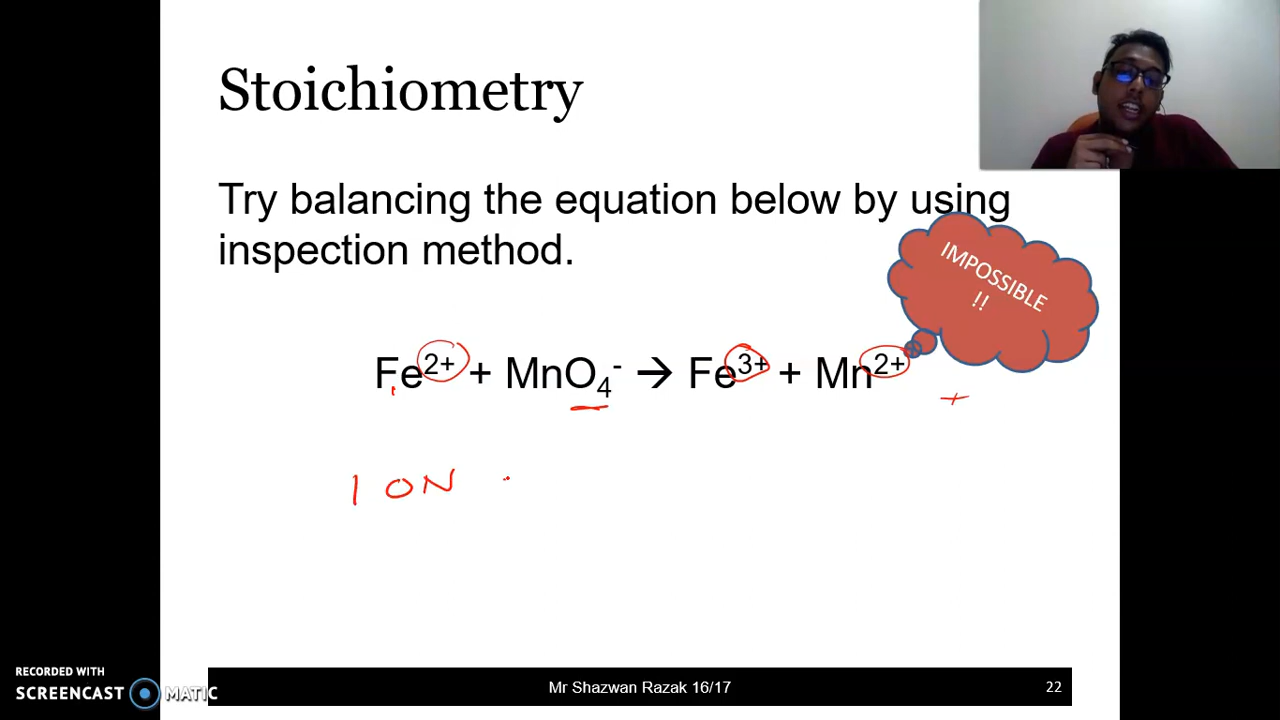 Stoichiometry
Try balancing the equation below by using
inspection method.
IMPOSSIBLE
!!
Fe²⁺ + MnO₄⁻ → Fe³⁺ + Mn²⁺
+
ION
RECORDED WITH
SCREENCAST MATIC
Mr Shazwan Razak 16/17
22